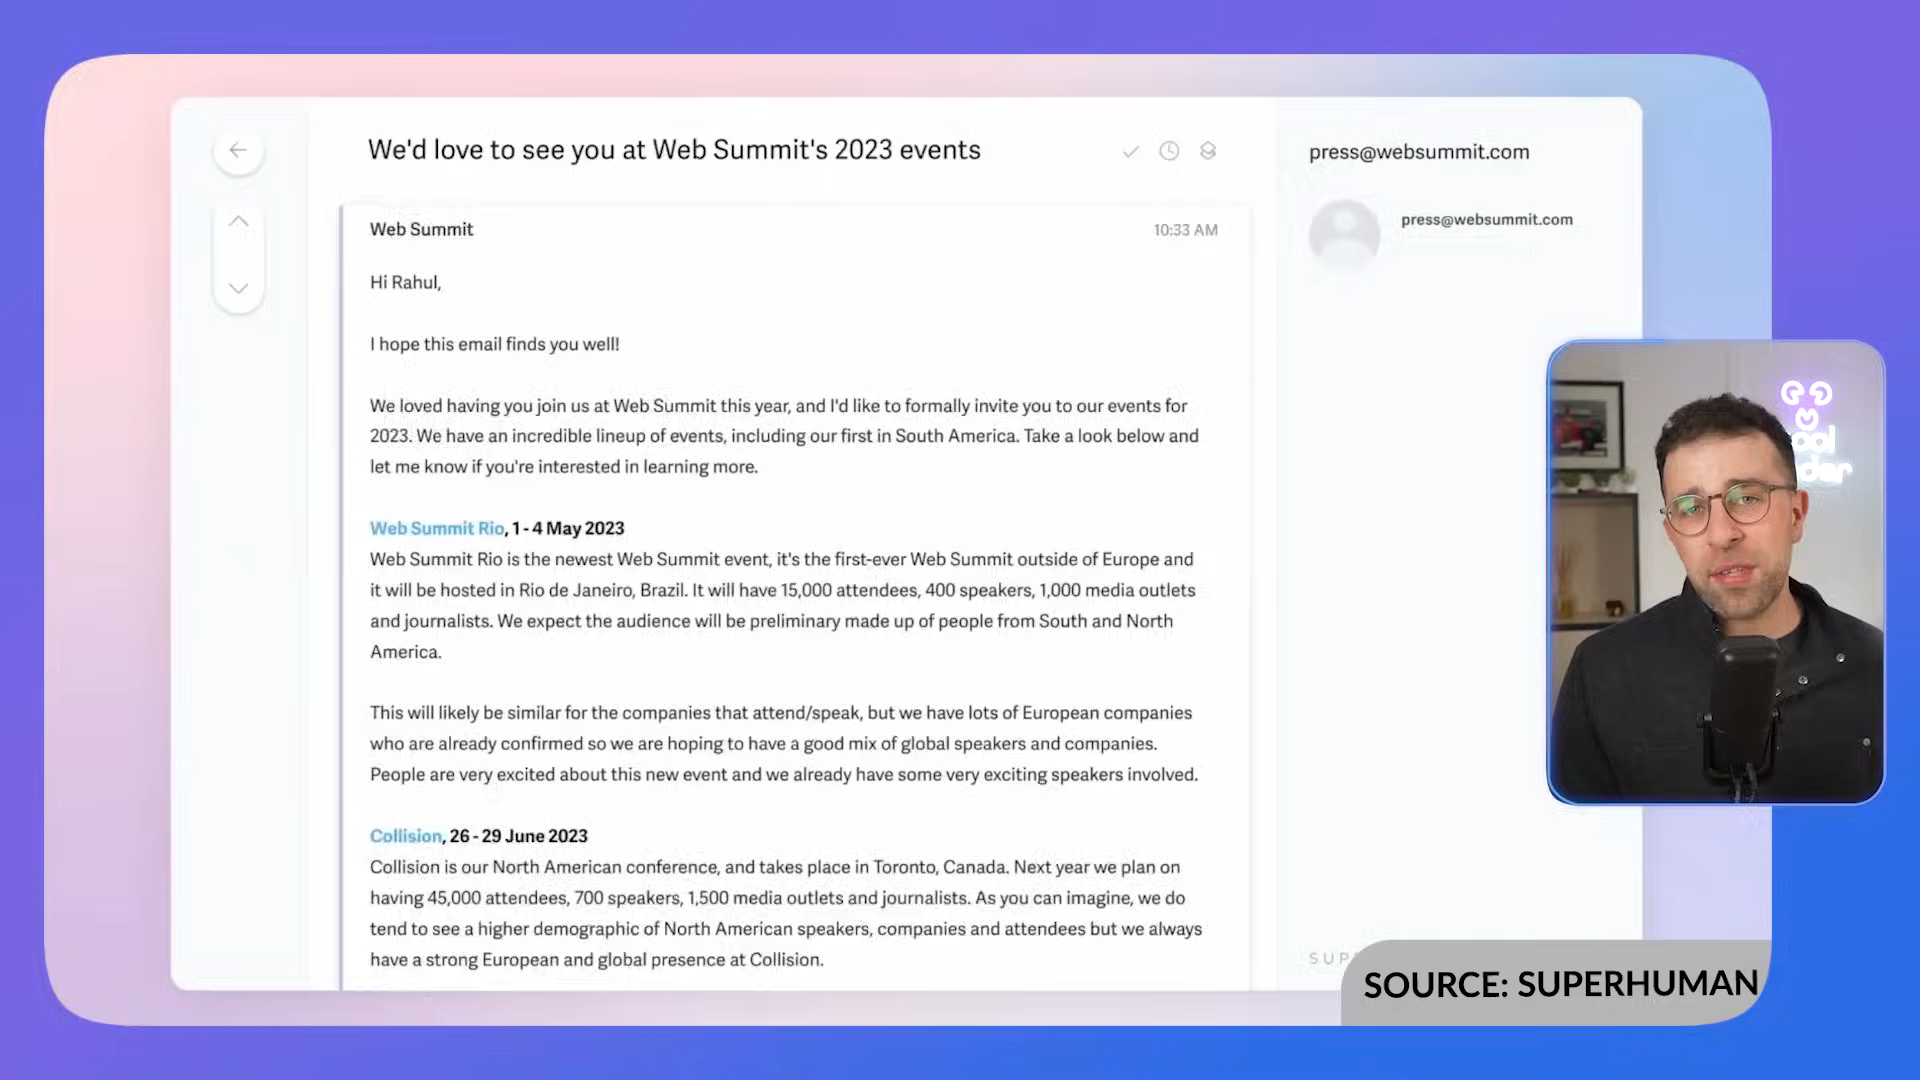 We'd love to see you at Web Summit's 2023 events
press@websummit.com
press@websummit.com
Web Summit
10:33 AM
Hi Rahul,
I hope this email finds you well!
We loved having you join us at Web Summit this year, and I'd like to formally invite you to our events for
2023. We have an incredible lineup of events, including our first in South America. Take a look below and
let me know if you're interested in learning more.
Web Summit Rio, 1 - 4 May 2023
Web Summit Rio is the newest Web Summit event, it's the first-ever Web Summit outside of Europe and
it will be hosted in Rio de Janeiro, Brazil. It will have 15,000 attendees, 400 speakers, 1,000 media outlets
and journalists. We expect the audience will be preliminary made up of people from South and North
America.
This will likely be similar for the companies that attend/speak, but we have lots of European companies
who are already confirmed so we are hoping to have a good mix of global speakers and companies.
People are very excited about this new event and we already have some very exciting speakers involved.
Collision, 26 - 29 June 2023
Collision is our North American conference, and takes place in Toronto, Canada. Next year we plan on
having 45,000 attendees, 700 speakers, 1,500 media outlets and journalists. As you can imagine, we do
tend to see a higher demographic of North American speakers, companies and attendees but we always
have a strong European and global presence at Collision.
SOURCE: SUPERHUMAN